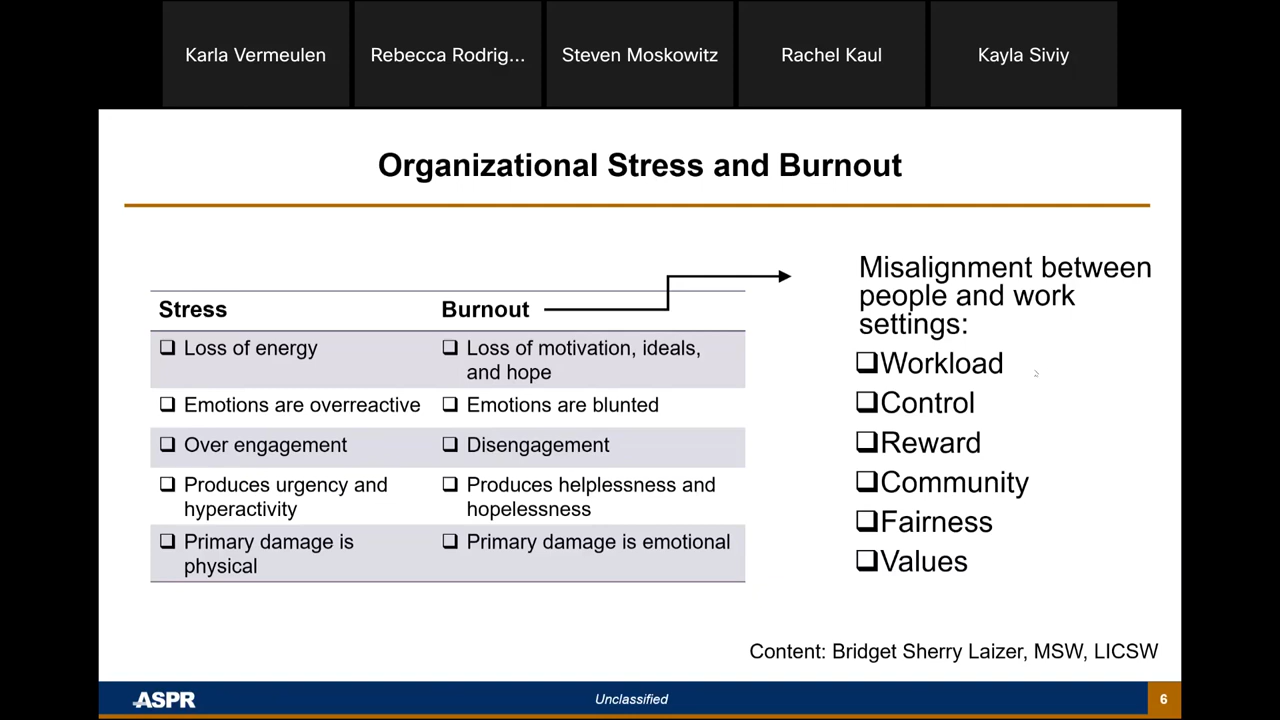 Karla Vermeulen
Rebecca Rodrig...
Steven Moskowitz
Rachel Kaul
Kayla Siviy
Organizational Stress and Burnout
Stress Burnout
❑ Loss of energy ❑ Loss of motivation, ideals,
and hope
❑ Emotions are overreactive ❑ Emotions are blunted
❑ Over engagement ❑ Disengagement
❑ Produces urgency and ❑ Produces helplessness and
hyperactivity hopelessness
❑ Primary damage is ❑ Primary damage is emotional
physical
Misalignment between
people and work
settings:
❑Workload
❑Control
❑Reward
❑Community
❑Fairness
❑Values
Content: Bridget Sherry Laizer, MSW, LICSW
ASPR
Unclassified
6